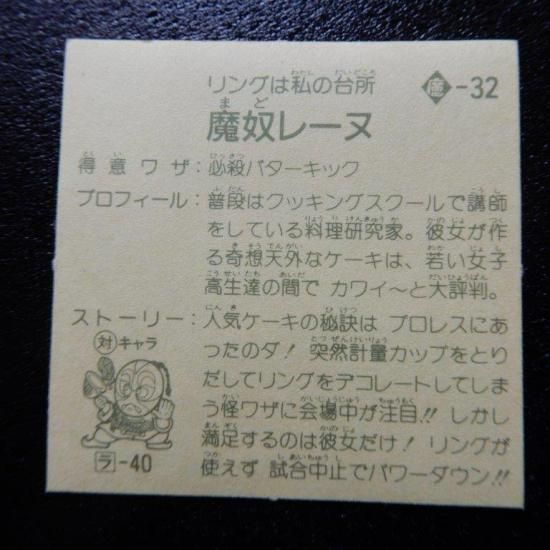 リングは私の台所
魔-32
魔奴レーヌ
得意ワザ:必殺バターキック
プロフィール:普段はクッキングスクールで講師
をしている料理研究家。彼女が作
る奇想天外なケーキは、若い女子
高生達の間で カワイ〜と大評判。
ストーリー:人気ケーキの秘訣は プロレスにあ
ったのダ! 突然計量カップをとり
だしてリングをデコレートしてしま
う怪ワザに会場中が注目!! しかし
満足するのは彼女だけ! リングが
使えず 試合中止でパワーダウン!!
対キャラ
ラ-40